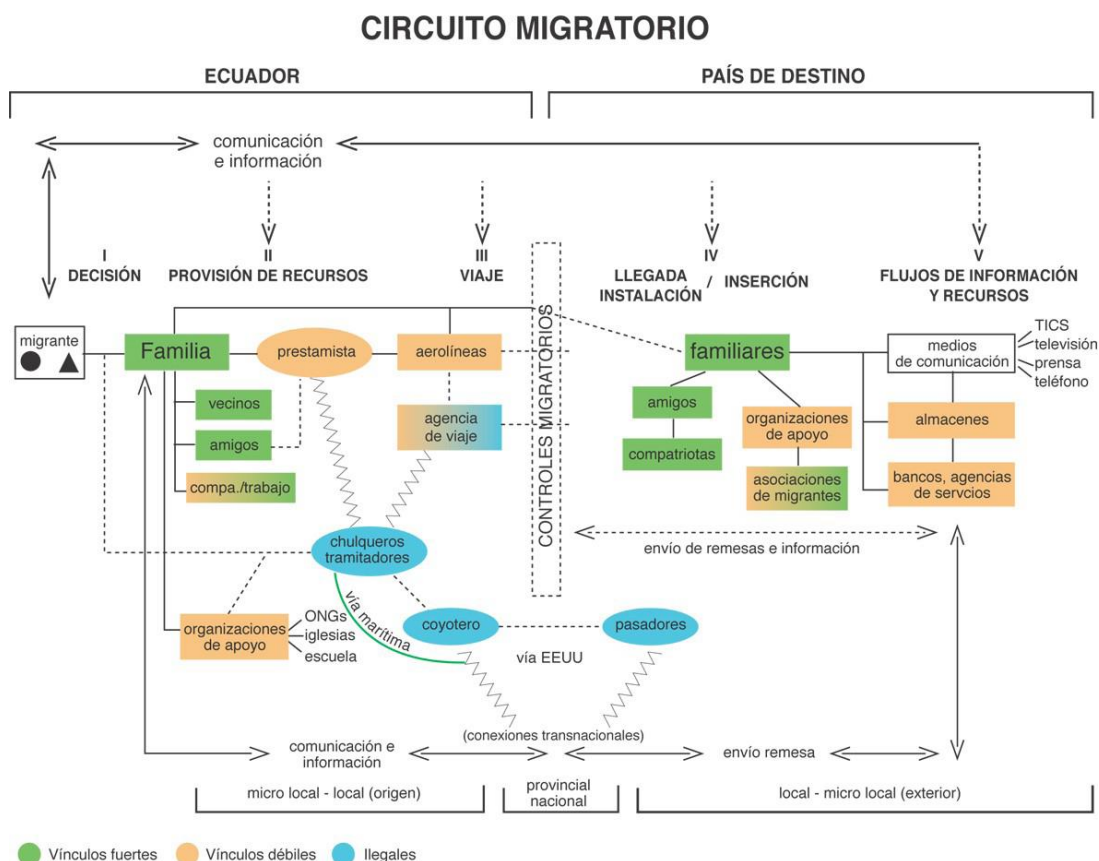 CIRCUITO MIGRATORIO
ECUADOR
PAÍS DE DESTINO
comunicación
e información
I
DECISIÓN
II
PROVISIÓN DE RECURSOS
III
VIAJE
IV
LLEGADA
INSTALACIÓN / INSERCIÓN
V
FLUJOS DE INFORMACIÓN
Y RECURSOS
CONTROLES MIGRATORIOS
migrante
Familia
prestamista
aerolíneas
familiares
medios
de comunicación
TICS
televisión
prensa
teléfono
vecinos
amigos
compa./trabajo
agencia
de viaje
amigos
compatriotas
organizaciones
de apoyo
asociaciones
de migrantes
almacenes
bancos, agencias
de servcios
envío de remesas e información
chulqueros
tramitadores
vía marítima
coyotero
pasadores
vía EEUU
organizaciones
de apoyo
ONGs
iglesias
escuela
(conexiones transnacionales)
comunicación e
información
envío remesa
micro local - local (origen)
provincial
nacional
local - micro local (exterior)
Vínculos fuertes
Vínculos débiles
Ilegales